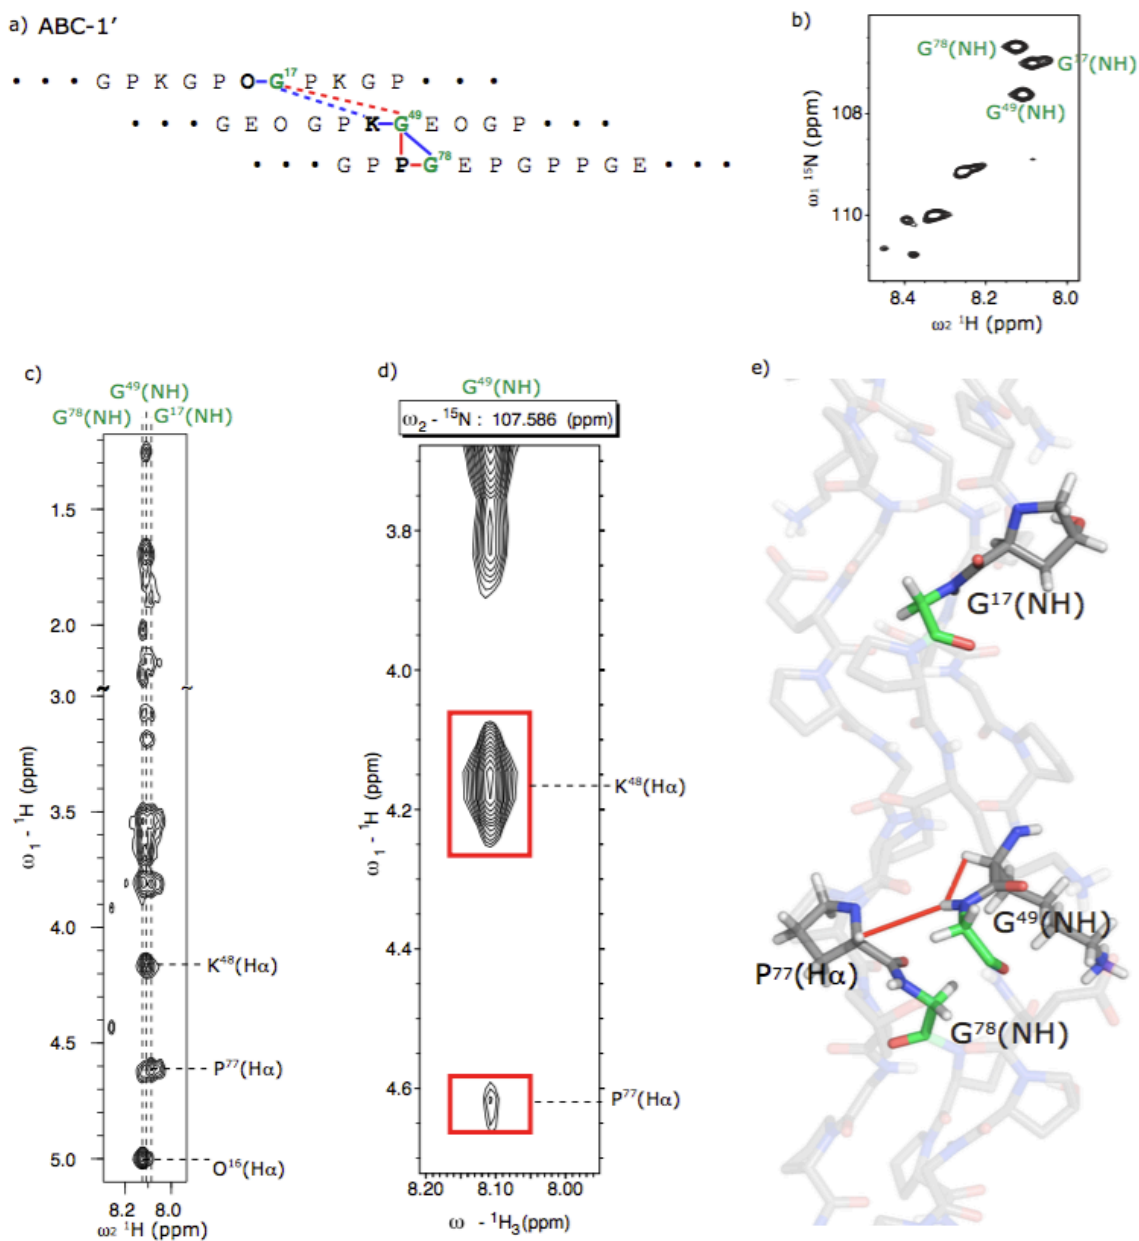 a) ABC-1′
• • • G P K G P O G¹⁷ P K G P • • •
• • • G E O G P K G⁴⁹ E O G P • • •
• • • G P P G⁷⁸ E P G P P G E • • •
b)
G⁷⁸(NH)
G¹⁷(NH)
G⁴⁹(NH)
108
110
ω₁ ¹⁵N (ppm)
8.4 8.2 8.0
ω₂ ¹H (ppm)
c)
G⁴⁹(NH)
G⁷⁸(NH) G¹⁷(NH)
1.5
2.0
~ ~
3.0
3.5
4.0
4.5
5.0
ω₁ - ¹H (ppm)
K⁴⁸(Hα)
P⁷⁷(Hα)
O¹⁶(Hα)
8.2 8.0
ω₂ ¹H (ppm)
d)
G⁴⁹(NH)
ω₂ - ¹⁵N : 107.586 (ppm)
3.8
4.0
4.2
4.4
4.6
ω₁ - ¹H (ppm)
K⁴⁸(Hα)
P⁷⁷(Hα)
8.20 8.10 8.00
ω - ¹H₃(ppm)
e)
G¹⁷(NH)
G⁴⁹(NH)
P⁷⁷(Hα)
G⁷⁸(NH)